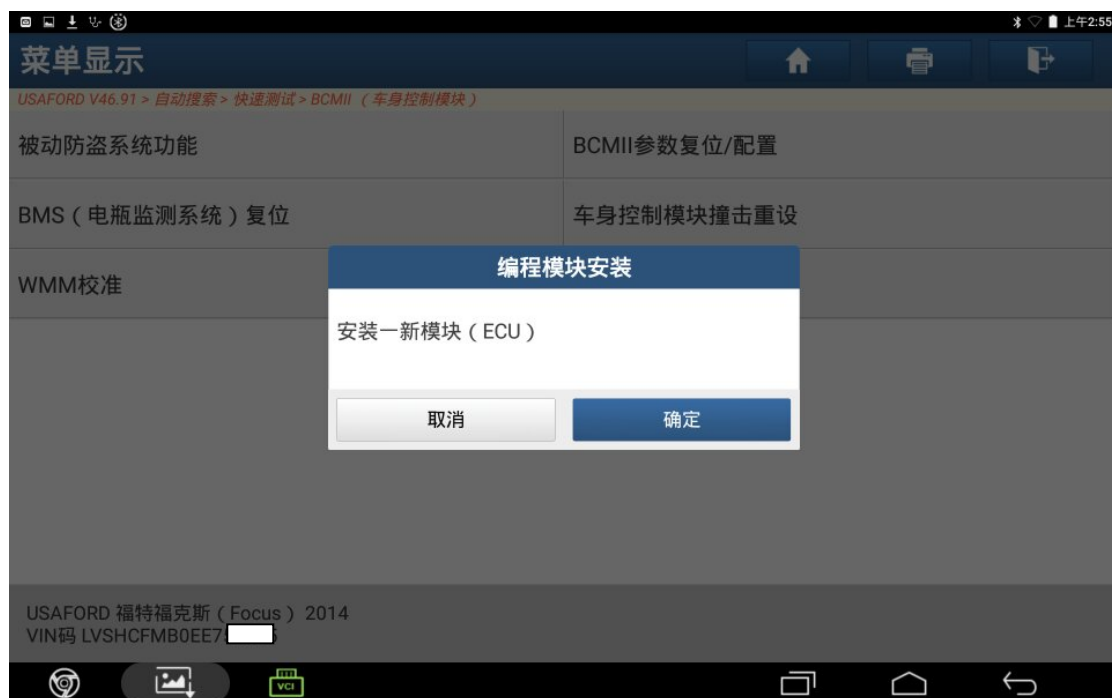 上午2:55
菜单显示
USAFORD V46.91 > 自动搜索 > 快速测试 > BCMII （车身控制模块）
被动防盗系统功能
BCMII参数复位/配置
BMS（电瓶监测系统）复位
车身控制模块撞击重设
编程模块安装
WMM校准
安装一新模块（ECU）
取消
确定
USAFORD 福特福克斯（Focus）2014
VIN码 LVSHCFMB0EE7
VCI